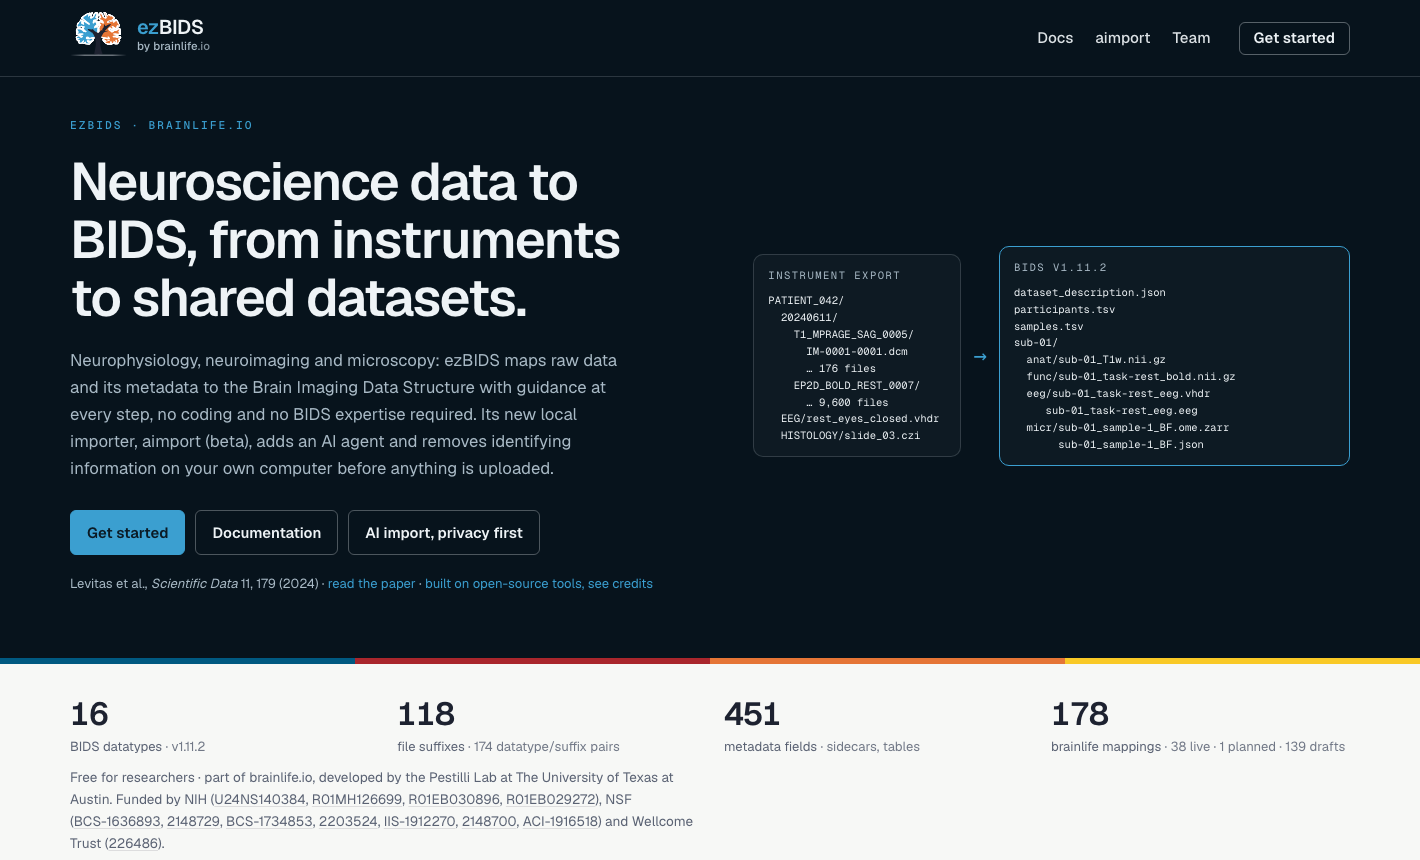 ezBIDS
by brainlife.io
Docs
aimport
Team
Get started
EZBIDS · BRAINLIFE.IO
Neuroscience data to
BIDS, from instruments
to shared datasets.
Neurophysiology, neuroimaging and microscopy: ezBIDS maps raw data
and its metadata to the Brain Imaging Data Structure with guidance at
every step, no coding and no BIDS expertise required. Its new local
importer, aimport (beta), adds an AI agent and removes identifying
information on your own computer before anything is uploaded.
Get started
Documentation
AI import, privacy first
Levitas et al., Scientific Data 11, 179 (2024) · read the paper · built on open-source tools, see credits
INSTRUMENT EXPORT
PATIENT_042/
20240611/
T1_MPRAGE_SAG_0005/
IM-0001-0001.dcm
… 176 files
EP2D_BOLD_REST_0007/
… 9,600 files
EEG/rest_eyes_closed.vhdr
HISTOLOGY/slide_03.czi
→
BIDS V1.11.2
dataset_description.json
participants.tsv
samples.tsv
sub-01/
anat/sub-01_T1w.nii.gz
func/sub-01_task-rest_bold.nii.gz
eeg/sub-01_task-rest_eeg.vhdr
sub-01_task-rest_eeg.eeg
micr/sub-01_sample-1_BF.ome.zarr
sub-01_sample-1_BF.json
16
BIDS datatypes · v1.11.2
118
file suffixes · 174 datatype/suffix pairs
451
metadata fields · sidecars, tables
178
brainlife mappings · 38 live · 1 planned · 139 drafts
Free for researchers · part of brainlife.io, developed by the Pestilli Lab at The University of Texas at
Austin. Funded by NIH (U24NS140384, R01MH126699, R01EB030896, R01EB029272), NSF
(BCS-1636893, 2148729, BCS-1734853, 2203524, IIS-1912270, 2148700, ACI-1916518) and Wellcome
Trust (226486).